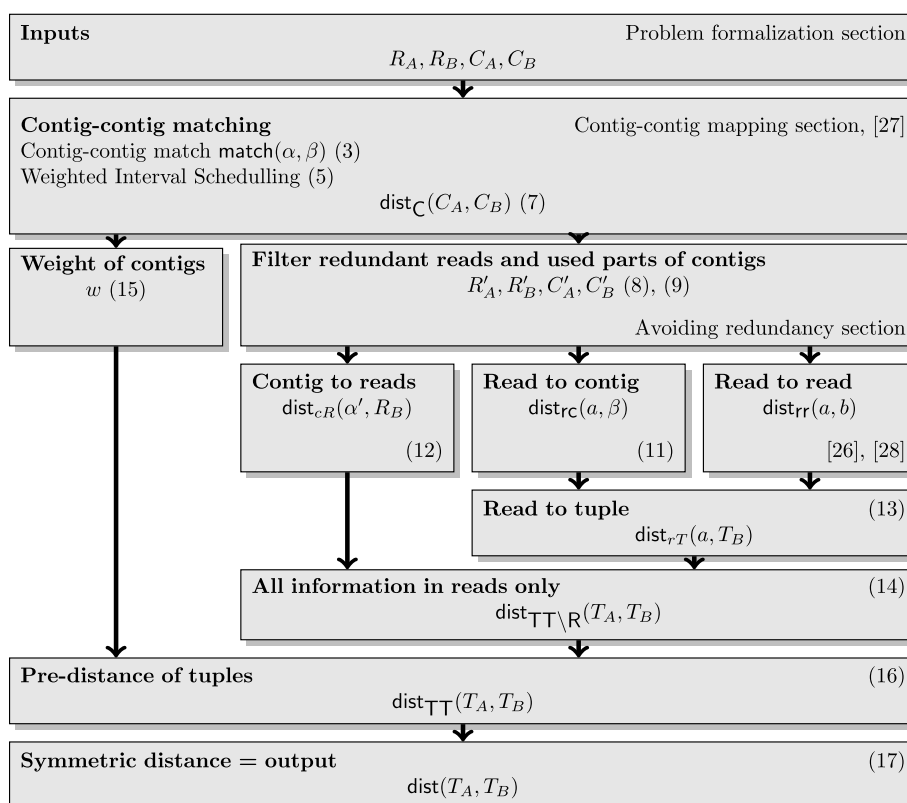 Inputs Problem formalization section
R_A, R_B, C_A, C_B
Contig-contig matching Contig-contig mapping section, [27]
Contig-contig match match(α, β) (3)
Weighted Interval Schedulling (5)
dist_C(C_A, C_B) (7)
Weight of contigs
w (15)
Filter redundant reads and used parts of contigs
R′_A, R′_B, C′_A, C′_B (8), (9)
Avoiding redundancy section
Contig to reads
dist_cR(α′, R_B)
(12)
Read to contig
dist_rc(a, β)
(11)
Read to read
dist_rr(a, b)
[26], [28]
Read to tuple (13)
dist_rT(a, T_B)
All information in reads only (14)
dist_TT\R(T_A, T_B)
Pre-distance of tuples (16)
dist_TT(T_A, T_B)
Symmetric distance = output (17)
dist(T_A, T_B)